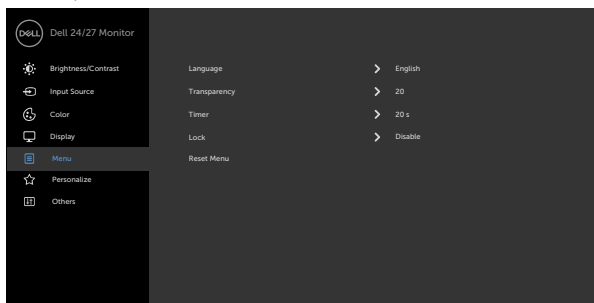 DELL Dell 24/27 Monitor
Brightness/Contrast Language English
Input Source Transparency 20
Color Timer 20 s
Display Lock Disable
Menu Reset Menu
Personalize
Others